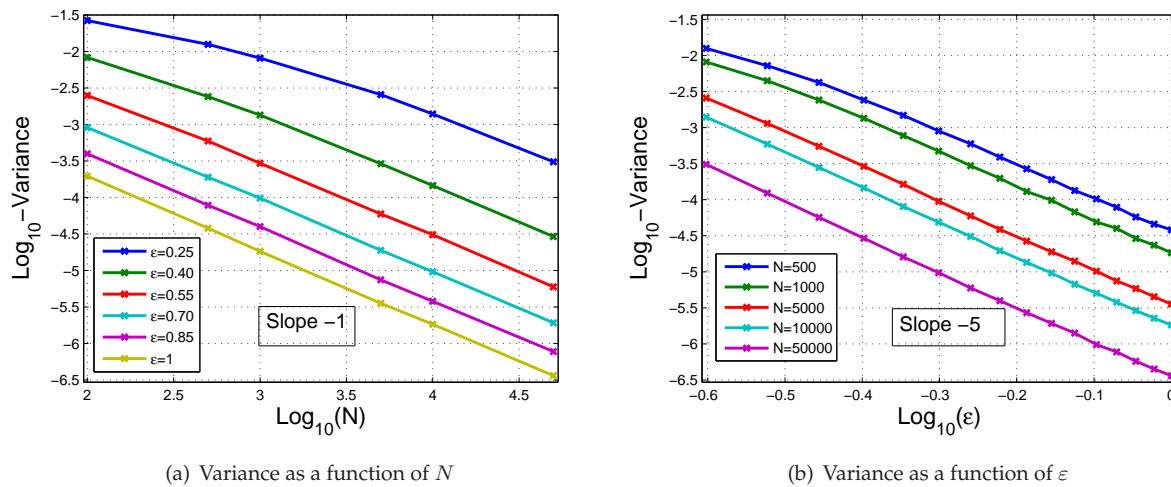 −1.5
−2
−2.5
−3
−3.5
−4
−4.5
−5
−5.5
−6
−6.5
Log10−Variance
ε=0.25
ε=0.40
ε=0.55
ε=0.70
ε=0.85
ε=1
Slope −1
2
2.5
3
3.5
4
4.5
Log10(N)
(a) Variance as a function of N
−1.5
−2
−2.5
−3
−3.5
−4
−4.5
−5
−5.5
−6
−6.5
Log10−Variance
N=500
N=1000
N=5000
N=10000
N=50000
Slope −5
−0.6
−0.5
−0.4
−0.3
−0.2
−0.1
0
Log10(ε)
(b) Variance as a function of ε